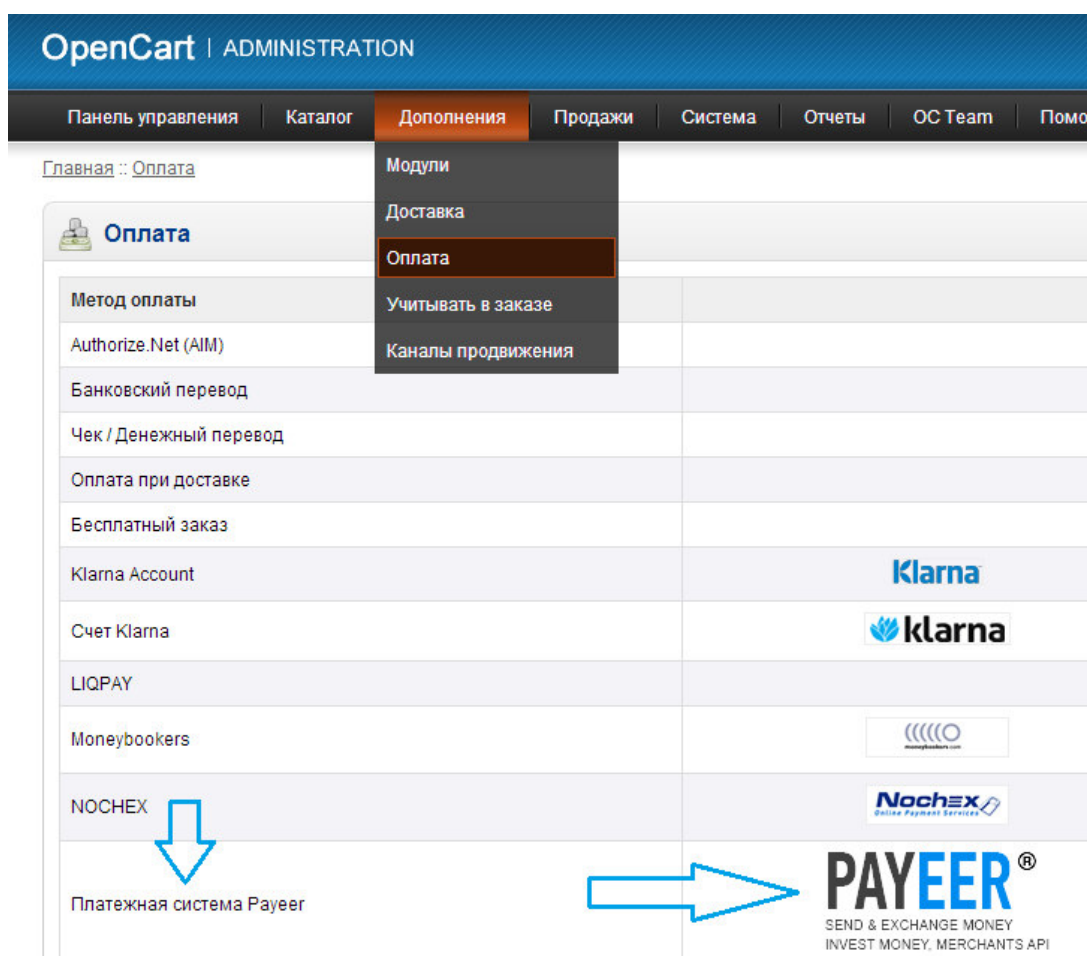 OpenCart | ADMINISTRATION
Панель управления Каталог Дополнения Продажи Система Отчеты OC Team Помо
Главная :: Оплата
Модули
Доставка
Оплата
Учитывать в заказе
Каналы продвижения
Оплата
Метод оплаты
Authorize.Net (AIM)
Банковский перевод
Чек / Денежный перевод
Оплата при доставке
Бесплатный заказ
Klarna Account
Klarna
Счет Klarna
klarna
LIQPAY
Moneybookers
moneybookers.com
NOCHEX
Nochex
Online Payment Services
Платежная система Payeer
PAYEER®
SEND & EXCHANGE MONEY
INVEST MONEY, MERCHANTS API